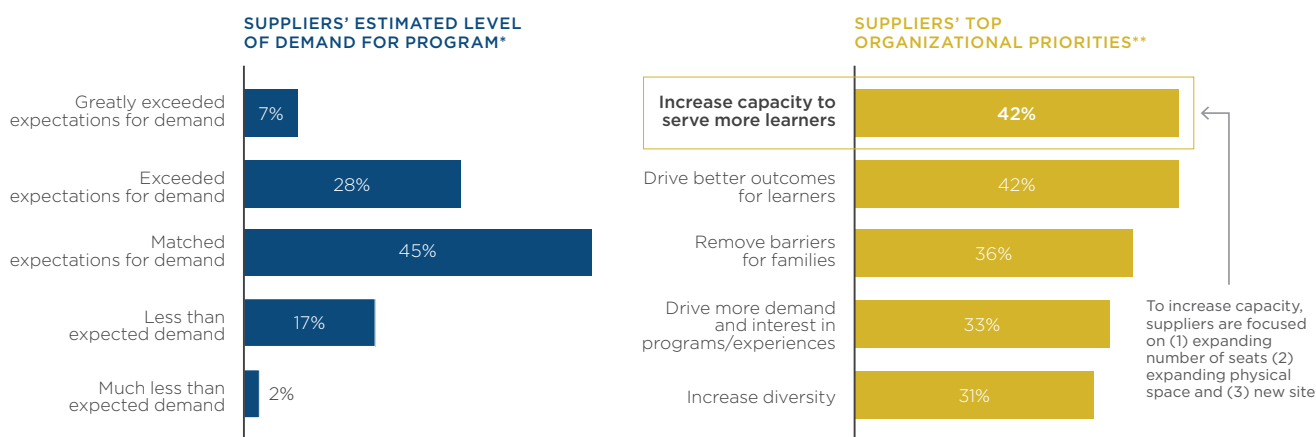 SUPPLIERS' ESTIMATED LEVEL
OF DEMAND FOR PROGRAM*
Greatly exceeded
expectations for demand
7%
Exceeded
expectations for demand
28%
Matched
expectations for demand
45%
Less than
expected demand
17%
Much less than
expected demand
2%
SUPPLIERS' TOP
ORGANIZATIONAL PRIORITIES**
Increase capacity to
serve more learners
42%
Drive better outcomes
for learners
42%
Remove barriers
for families
36%
Drive more demand
and interest in
programs/experiences
33%
Increase diversity
31%
To increase capacity,
suppliers are focused
on (1) expanding
number of seats (2)
expanding physical
space and (3) new site